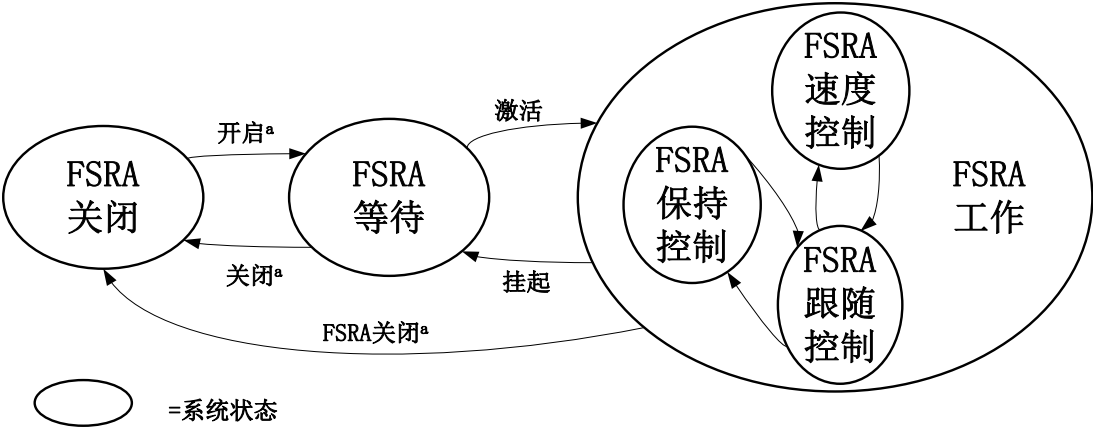 FSRA
关闭
开启ᵃ
FSRA
等待
关闭ᵃ
激活
挂起
FSRA关闭ᵃ
FSRA
保持
控制
FSRA
速度
控制
FSRA
跟随
控制
FSRA
工作
=系统状态